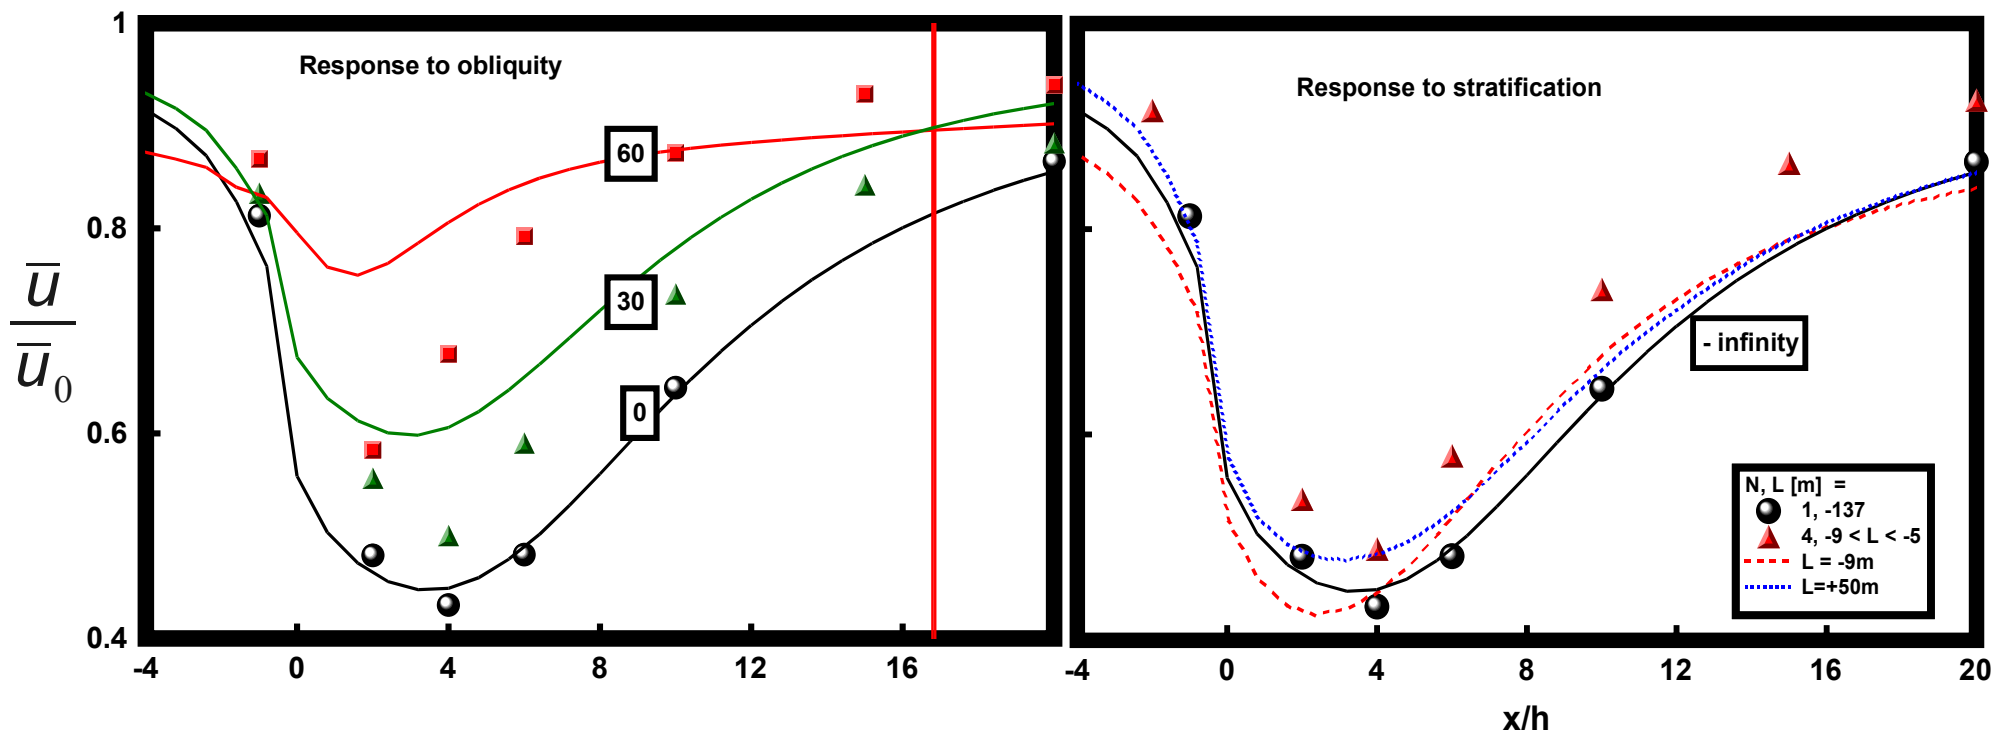 1
0.8
0.6
0.4
u
u0
Response to obliquity
60
30
0
-4 0 4 8 12 16
Response to stratification
- infinity
N, L [m] =
1, -137
4, -9 < L < -5
L = -9m
L=+50m
-4 0 4 8 12 16 20
x/h